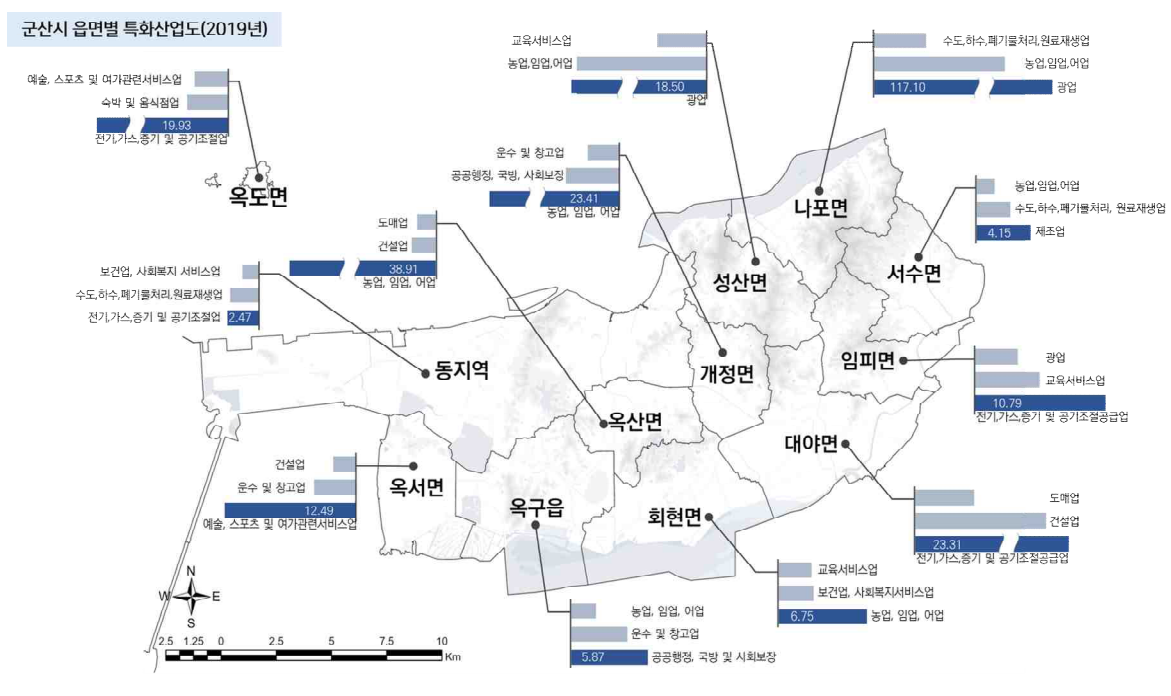 군산시 읍면별 특화산업도(2019년)
예술, 스포츠 및 여가관련서비스업
숙박 및 음식점업
19.93
전기,가스,증기 및 공기조절업
옥도면
교육서비스업
농업,임업,어업
18.50
광업
수도,하수,폐기물처리,원료재생업
농업,임업,어업
117.10
광업
운수 및 창고업
공공행정, 국방, 사회보장
23.41
농업, 임업, 어업
나포면
농업,임업,어업
수도,하수,폐기물처리, 원료재생업
4.15
제조업
도매업
건설업
38.91
농업, 임업, 어업
성산면
서수면
보건업, 사회복지 서비스업
수도,하수,폐기물처리,원료재생업
전기,가스,증기 및 공기조절업
2.47
동지역
개정면
임피면
광업
교육서비스업
10.79
전기,가스,증기 및 공기조절공급업
옥산면
대야면
건설업
운수 및 창고업
12.49
예술, 스포츠 및 여가관련서비스업
옥서면
옥구읍
회현면
도매업
건설업
23.31
전기,가스,증기 및 공기조절공급업
교육서비스업
보건업, 사회복지서비스업
6.75
농업, 임업, 어업
농업, 임업, 어업
운수 및 창고업
5.87
공공행정, 국방 및 사회보장
N
W E
S
2.5 1.25 0 2.5 5 7.5 10
Km